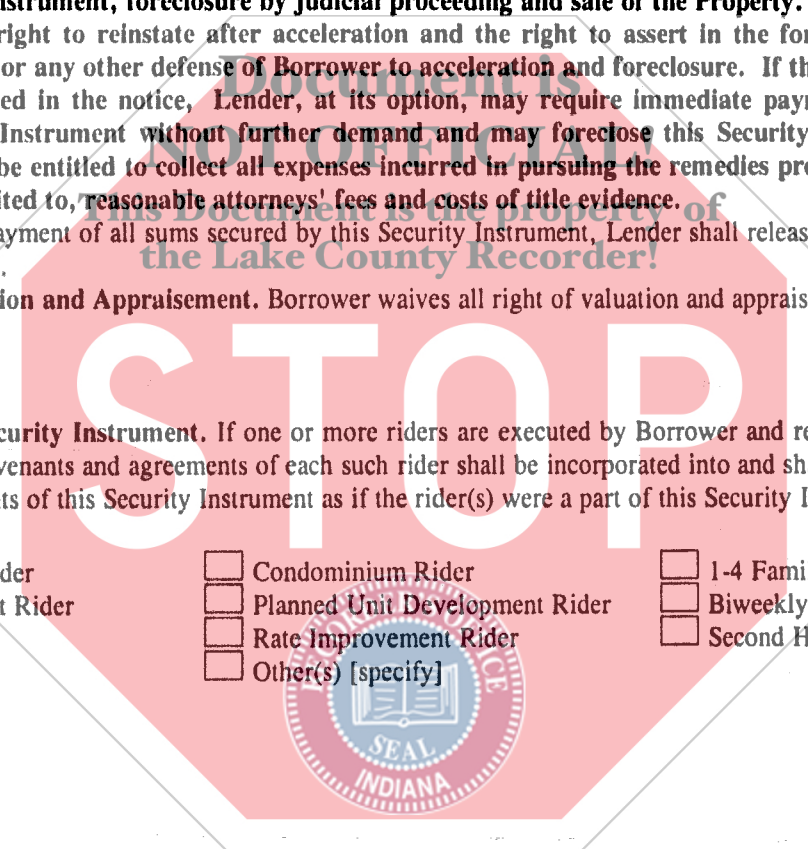 nstrument, foreclosure by judicial proceeding and sale of the Property.
right to reinstate after acceleration and the right to assert in the for
or any other defense of Borrower to acceleration and foreclosure. If th
Document is
ed in the notice, Lender, at its option, may require immediate payr
Instrument without further demand and may foreclose this Security
NOT OFFICIAL!
be entitled to collect all expenses incurred in pursuing the remedies pro
ited to, reasonable attorneys' fees and costs of title evidence.
This Document is the property of
ayment of all sums secured by this Security Instrument, Lender shall releas
the Lake County Recorder!
.
ion and Appraisement. Borrower waives all right of valuation and apprais
STOP
curity Instrument. If one or more riders are executed by Borrower and re
venants and agreements of each such rider shall be incorporated into and sh
ts of this Security Instrument as if the rider(s) were a part of this Security I
der
Condominium Rider
1-4 Fami
t Rider
Planned Unit Development Rider
Biweekly
Rate Improvement Rider
Second H
Other(s) [specify]
SEAL
INDIANA